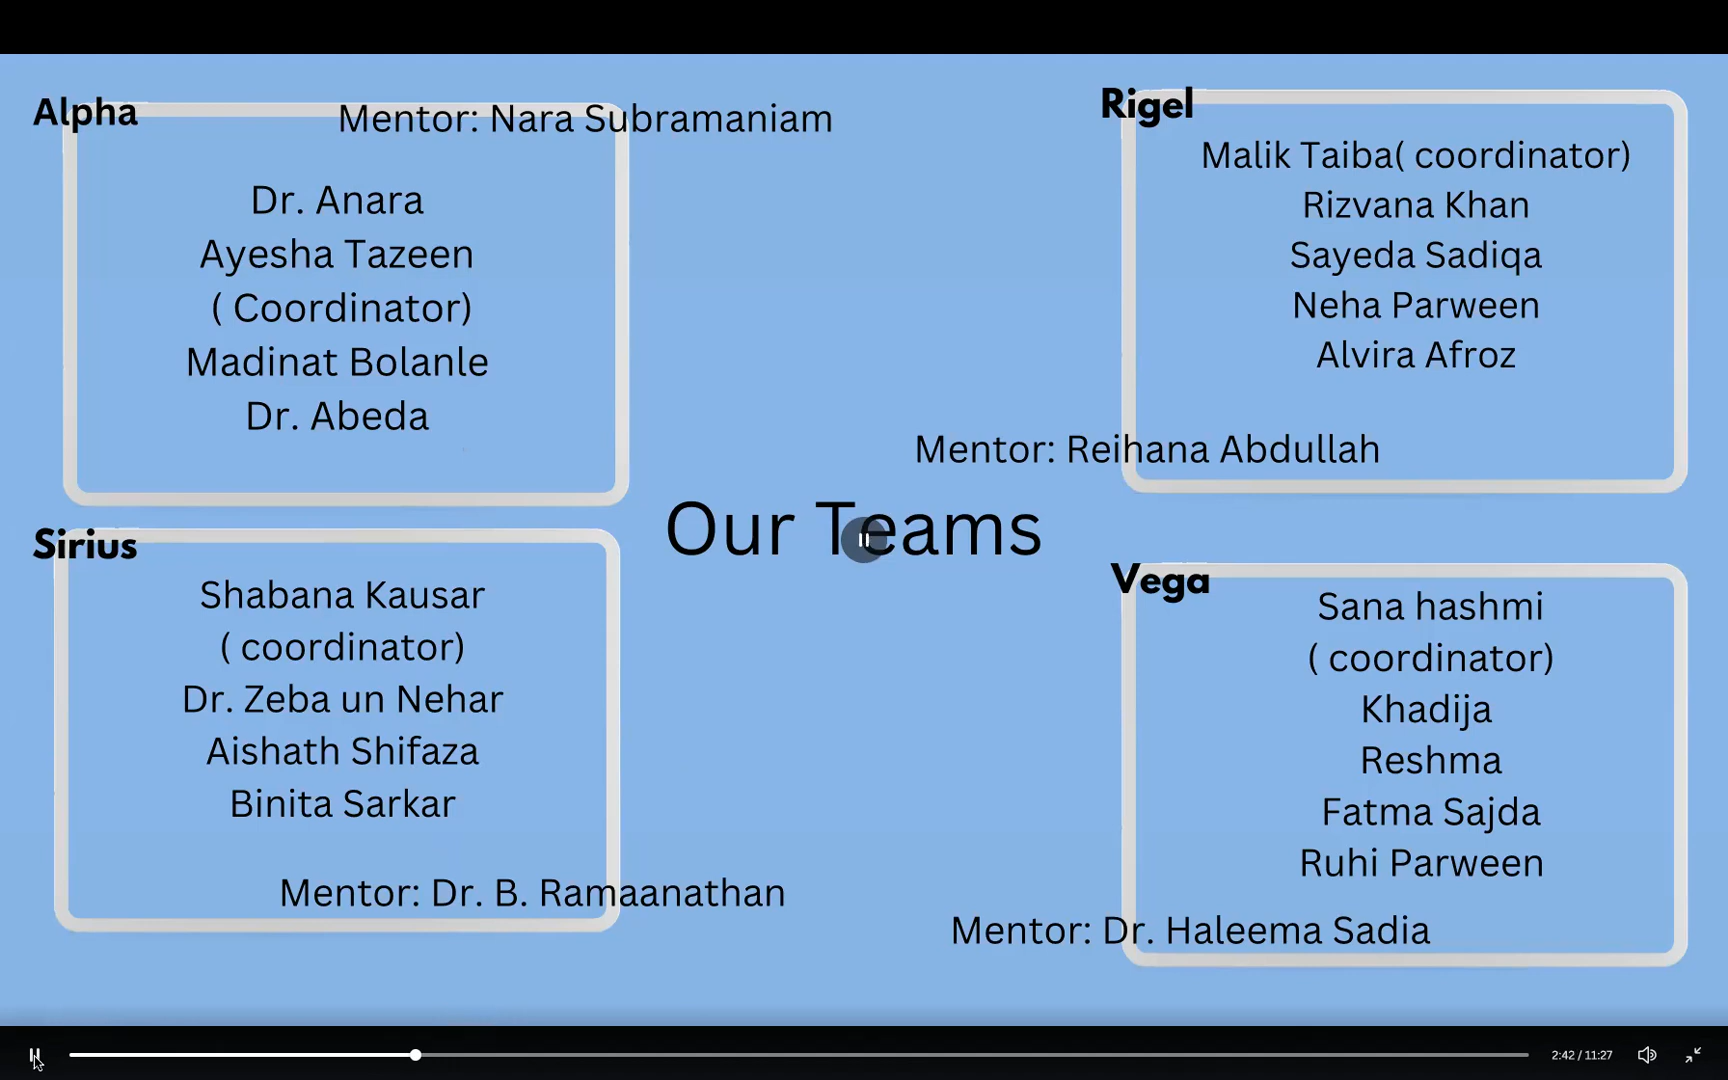 Alpha
Mentor: Nara Subramaniam
Dr. Anara
Ayesha Tazeen
( Coordinator)
Madinat Bolanle
Dr. Abeda
Rigel
Malik Taiba( coordinator)
Rizvana Khan
Sayeda Sadiqa
Neha Parween
Alvira Afroz
Mentor: Reihana Abdullah
Our Teams
Sirius
Shabana Kausar
( coordinator)
Dr. Zeba un Nehar
Aishath Shifaza
Binita Sarkar
Mentor: Dr. B. Ramaanathan
Vega
Sana hashmi
( coordinator)
Khadija
Reshma
Fatma Sajda
Ruhi Parween
Mentor: Dr. Haleema Sadia
2:42 / 11:27